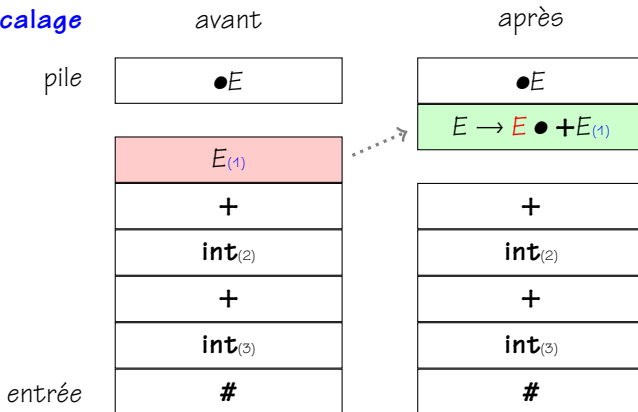 calage avant après
pile •E •E
E → E • +E(1)
E(1)
+ +
int(2) int(2)
+ +
int(3) int(3)
entrée # #